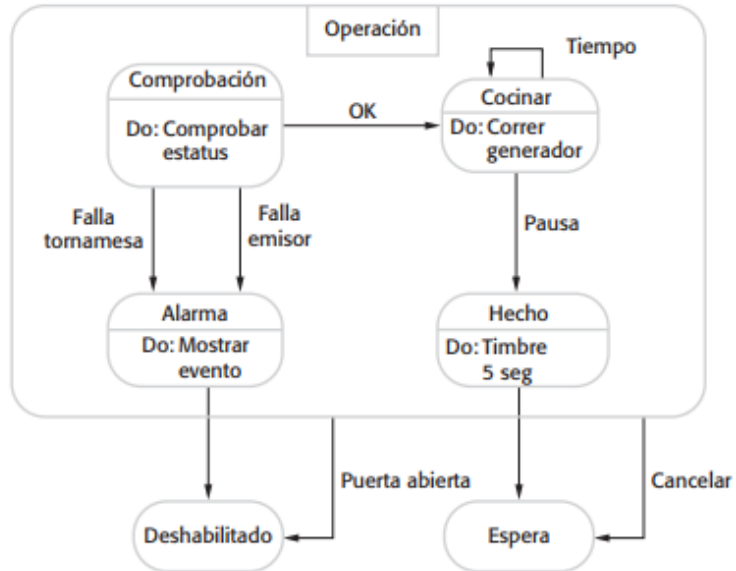 Operación
Tiempo
Comprobación
Do: Comprobar
estatus
OK
Cocinar
Do: Correr
generador
Falla
tornamesa
Falla
emisor
Pausa
Alarma
Do: Mostrar
evento
Hecho
Do: Timbre
5 seg
Puerta abierta
Cancelar
Deshabilitado
Espera